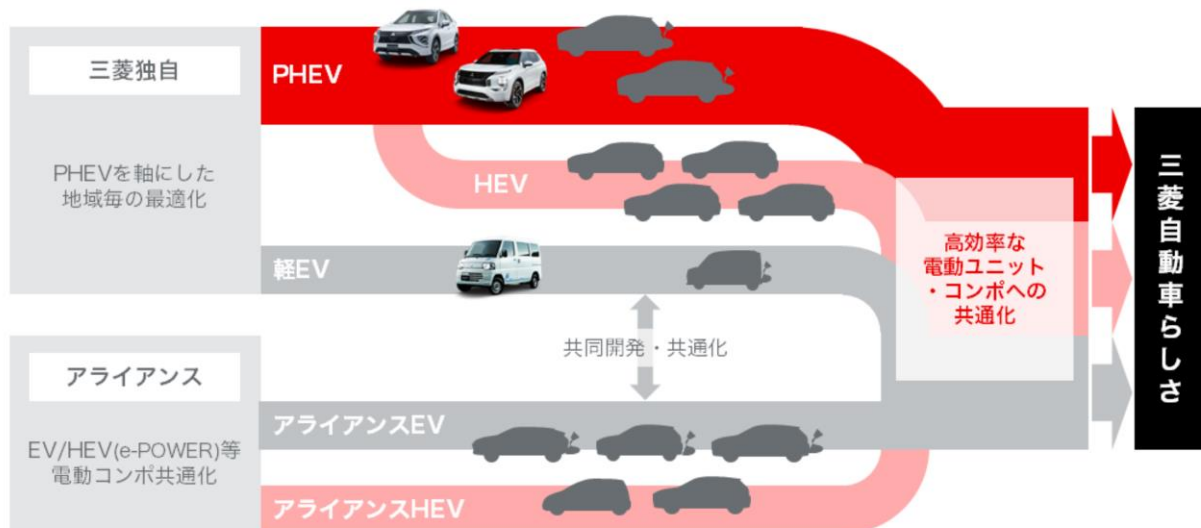 三菱独自
PHEVを軸にした
地域毎の最適化
PHEV
HEV
軽EV
共同開発・共通化
アライアンス
EV/HEV(e-POWER)等
電動コンポ共通化
アライアンスEV
アライアンスHEV
高効率な
電動ユニット
・コンポへの
共通化
三菱自動車らしさ